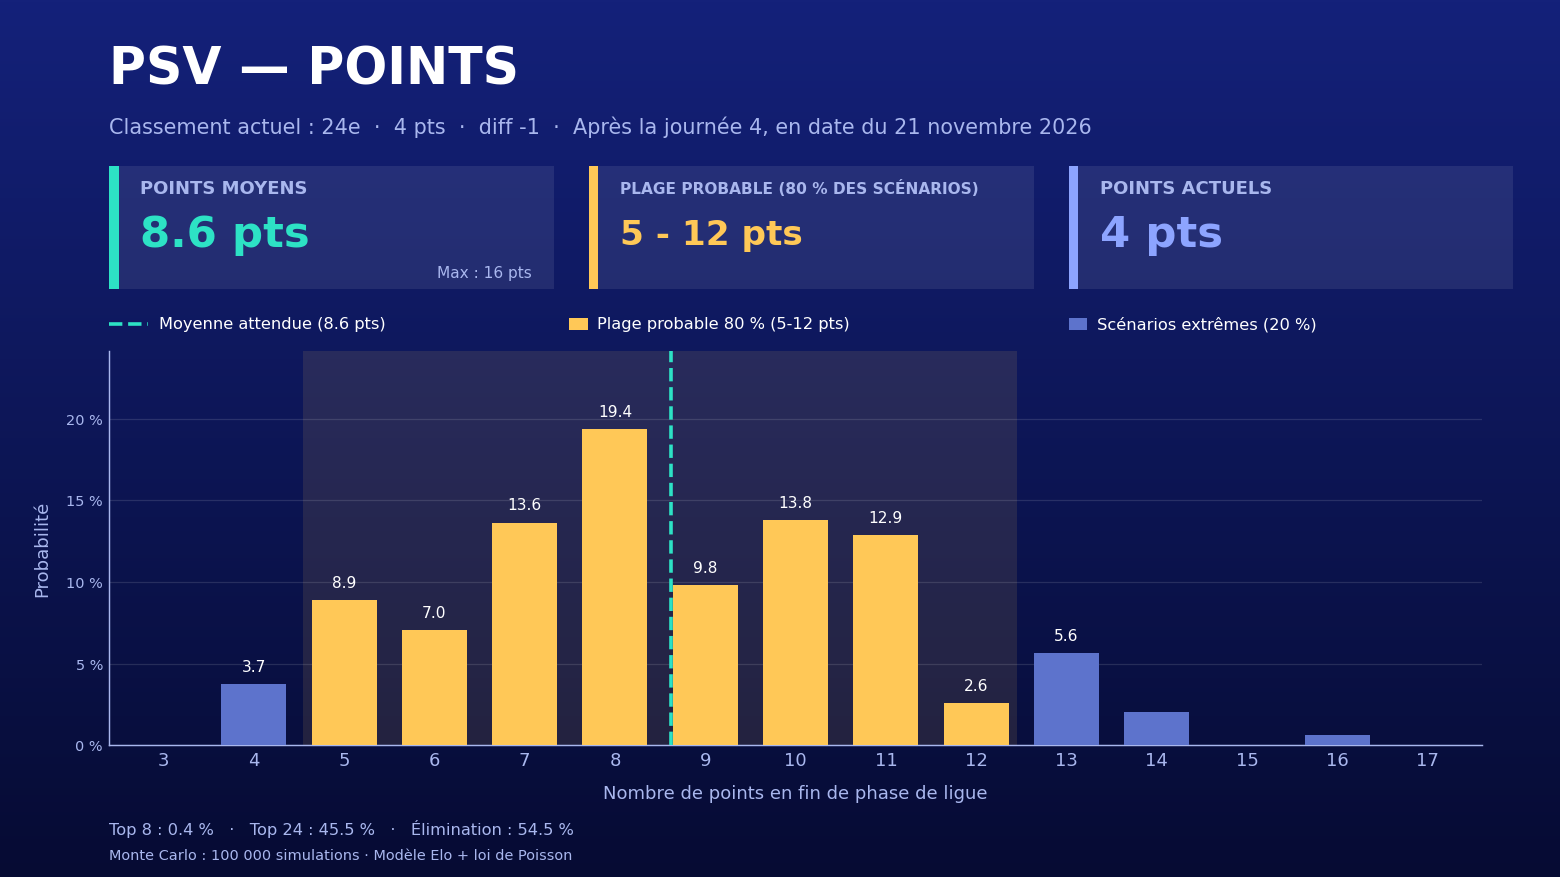 PSV — POINTS
Classement actuel : 24e · 4 pts · diff -1 · Après la journée 4, en date du 21 novembre 2026
POINTS MOYENS
8.6 pts
Max : 16 pts
PLAGE PROBABLE (80 % DES SCÉNARIOS)
5 - 12 pts
POINTS ACTUELS
4 pts
Moyenne attendue (8.6 pts)
Plage probable 80 % (5-12 pts)
Scénarios extrêmes (20 %)
Probabilité
20 %
15 %
10 %
5 %
0 %
3.7
8.9
7.0
13.6
19.4
9.8
13.8
12.9
2.6
5.6
3 4 5 6 7 8 9 10 11 12 13 14 15 16 17
Nombre de points en fin de phase de ligue
Top 8 : 0.4 % · Top 24 : 45.5 % · Élimination : 54.5 %
Monte Carlo : 100 000 simulations · Modèle Elo + loi de Poisson